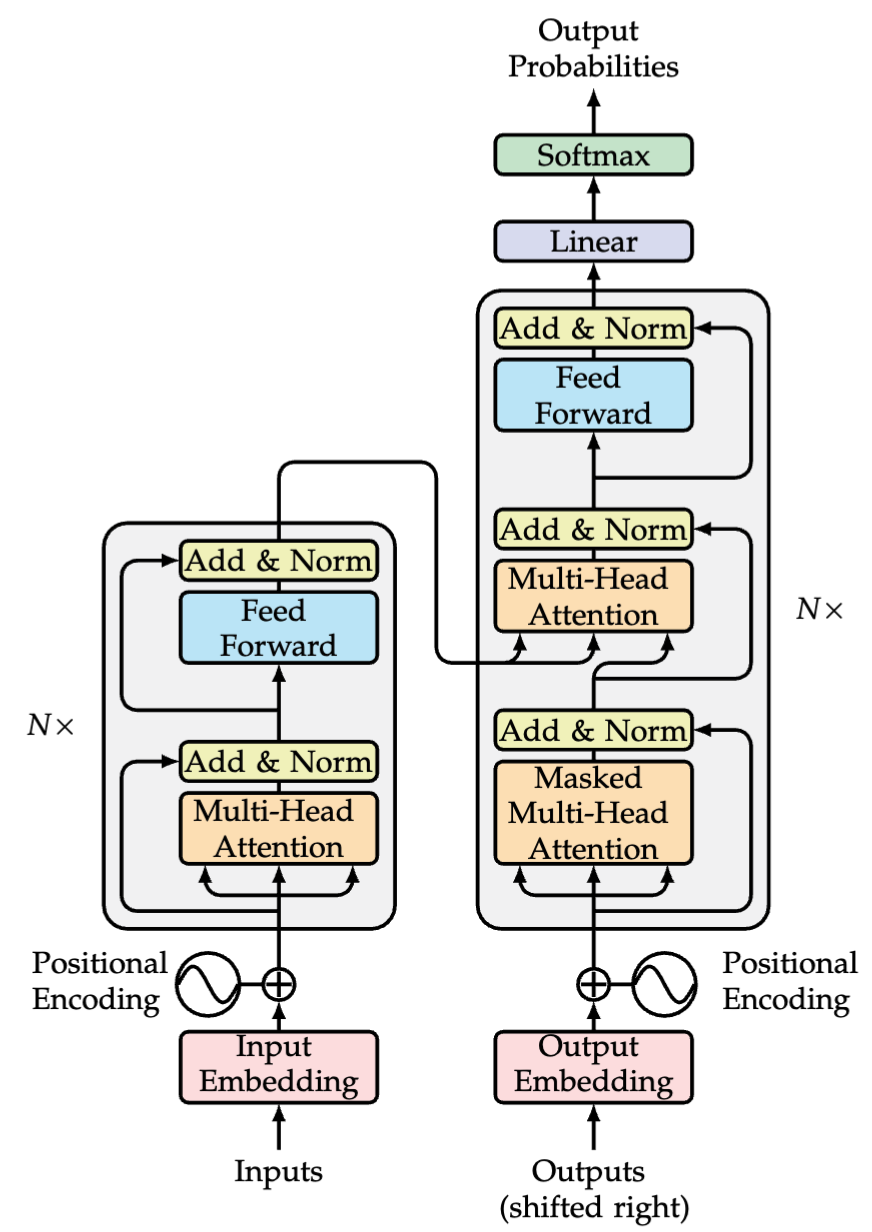 Output
Probabilities
Softmax
Linear
Add & Norm
Feed
Forward
Add & Norm
Multi-Head
Attention
N×
Add & Norm
Masked
Multi-Head
Attention
Add & Norm
Feed
Forward
N×
Add & Norm
Multi-Head
Attention
Positional
Encoding
Positional
Encoding
Input
Embedding
Output
Embedding
Inputs
Outputs
(shifted right)